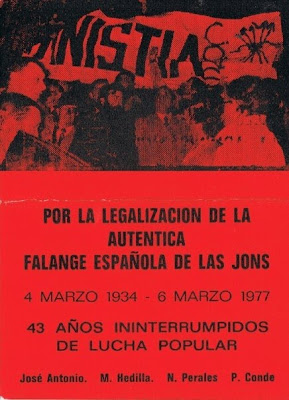 NISTIA
POR LA LEGALIZACION DE LA
AUTENTICA
FALANGE ESPAÑOLA DE LAS JONS
4 MARZO 1934 - 6 MARZO 1977
43 AÑOS ININTERRUMPIDOS
DE LUCHA POPULAR
José Antonio. M. Hedilla. N. Perales P. Conde